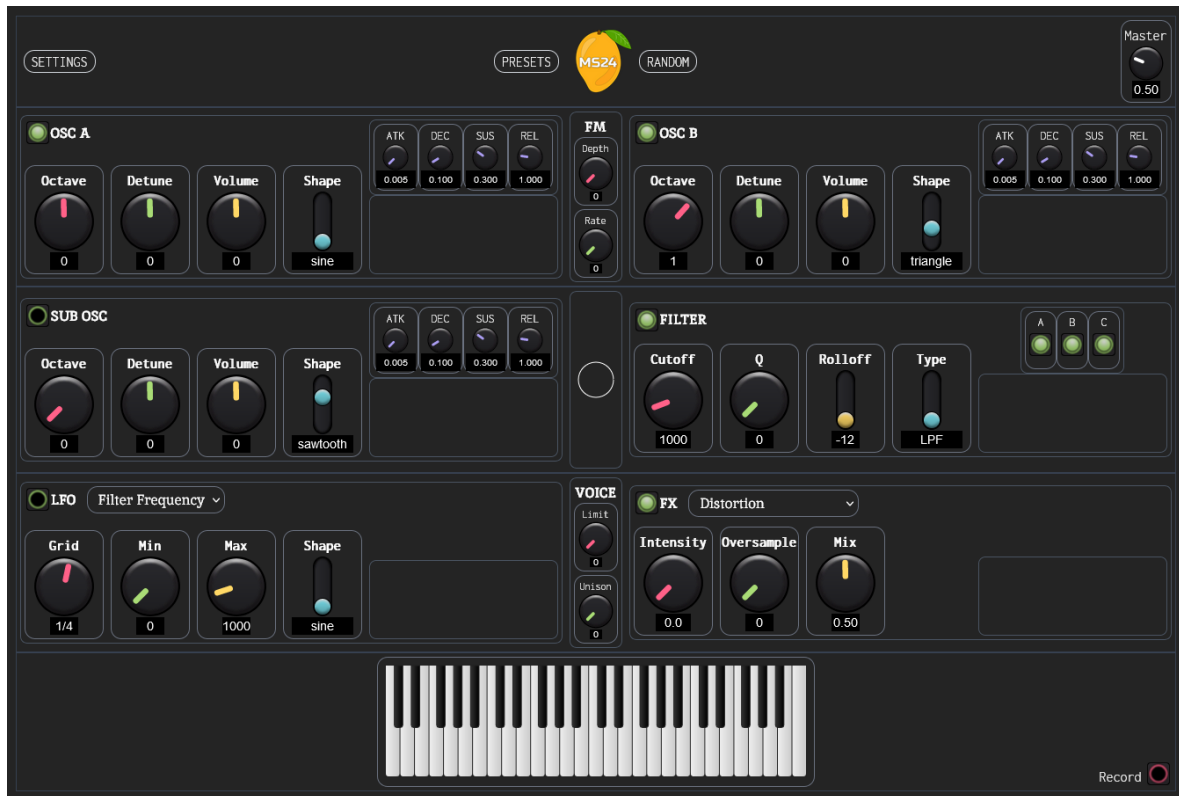 Master
SETTINGS
PRESETS
MS24
RANDOM
0.50
OSC A
ATK DEC SUS REL
0.005 0.100 0.300 1.000
Octave Detune Volume Shape
0 0 0 sine
FM
Depth
0
Rate
0
OSC B
ATK DEC SUS REL
0.005 0.100 0.300 1.000
Octave Detune Volume Shape
1 0 0 triangle
SUB OSC
ATK DEC SUS REL
0.005 0.100 0.300 1.000
Octave Detune Volume Shape
0 0 0 sawtooth
FILTER
A B C
Cutoff Q Rolloff Type
1000 0 -12 LPF
LFO Filter Frequency
Grid Min Max Shape
1/4 0 1000 sine
VOICE
Limit
0
Unison
0
FX Distortion
Intensity Oversample Mix
0.0 0 0.50
Record